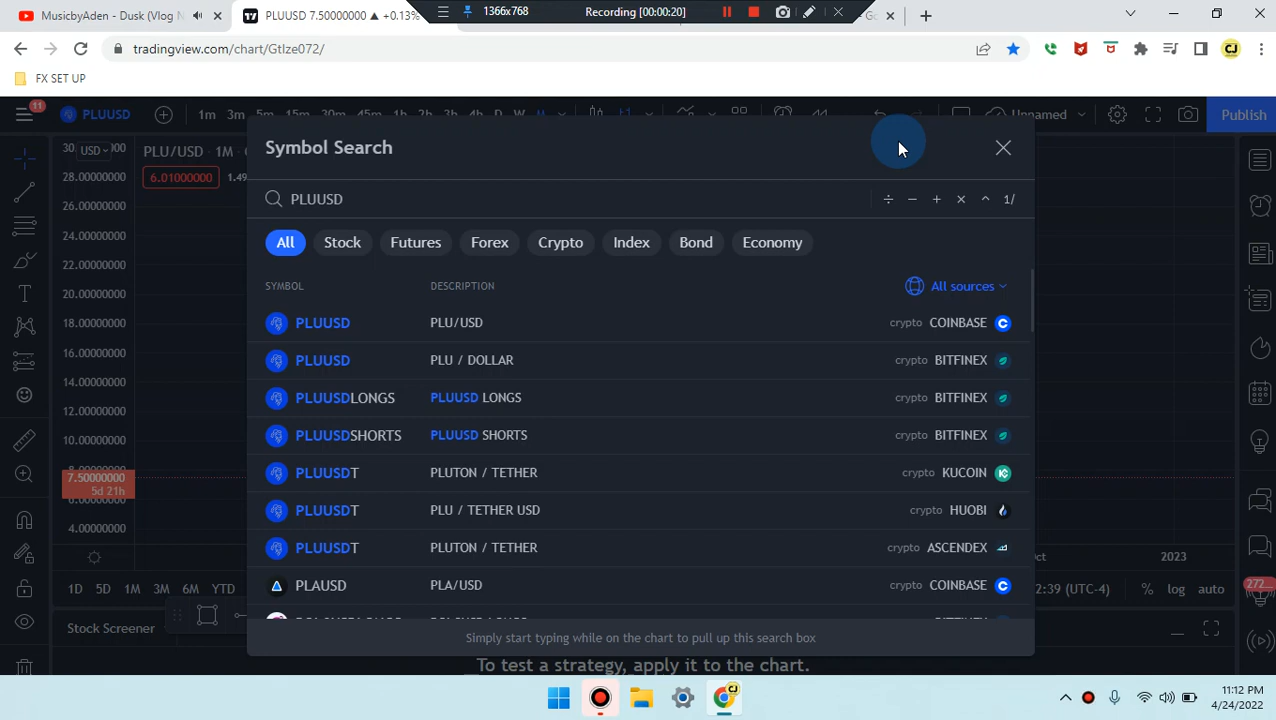 MusicbyAden - Dusk (Vlog N
PLUUSD 7.50000000 ▲ +0.13%
1366x768
Recording [00:00:20]
tradingview.com/chart/GtIze072/
FX SET UP
11
PLUUSD
1m 3m
Unnamed
Publish
USD
PLU/USD · 1M ·
28.00000000
6.01000000
1.49
26.00000000
24.00000000
22.00000000
20.00000000
18.00000000
16.00000000
14.00000000
12.00000000
10.00000000
7.50000000
5d 21h
4.00000000
Symbol Search
PLUUSD
÷ − + × ^ 1/
All Stock Futures Forex Crypto Index Bond Economy
SYMBOL DESCRIPTION All sources
PLUUSD PLU/USD crypto COINBASE
PLUUSD PLU / DOLLAR crypto BITFINEX
PLUUSDLONGS PLUUSD LONGS crypto BITFINEX
PLUUSDSHORTS PLUUSD SHORTS crypto BITFINEX
PLUUSDT PLUTON / TETHER crypto KUCOIN
PLUUSDT PLU / TETHER USD crypto HUOBI
PLUUSDT PLUTON / TETHER crypto ASCENDEX
PLAUSD PLA/USD crypto COINBASE
Simply start typing while on the chart to pull up this search box
2023
1D 5D 1M 3M 6M YTD
2:39 (UTC-4) % log auto
272
Stock Screener
To test a strategy, apply it to the chart.
11:12 PM
4/24/2022